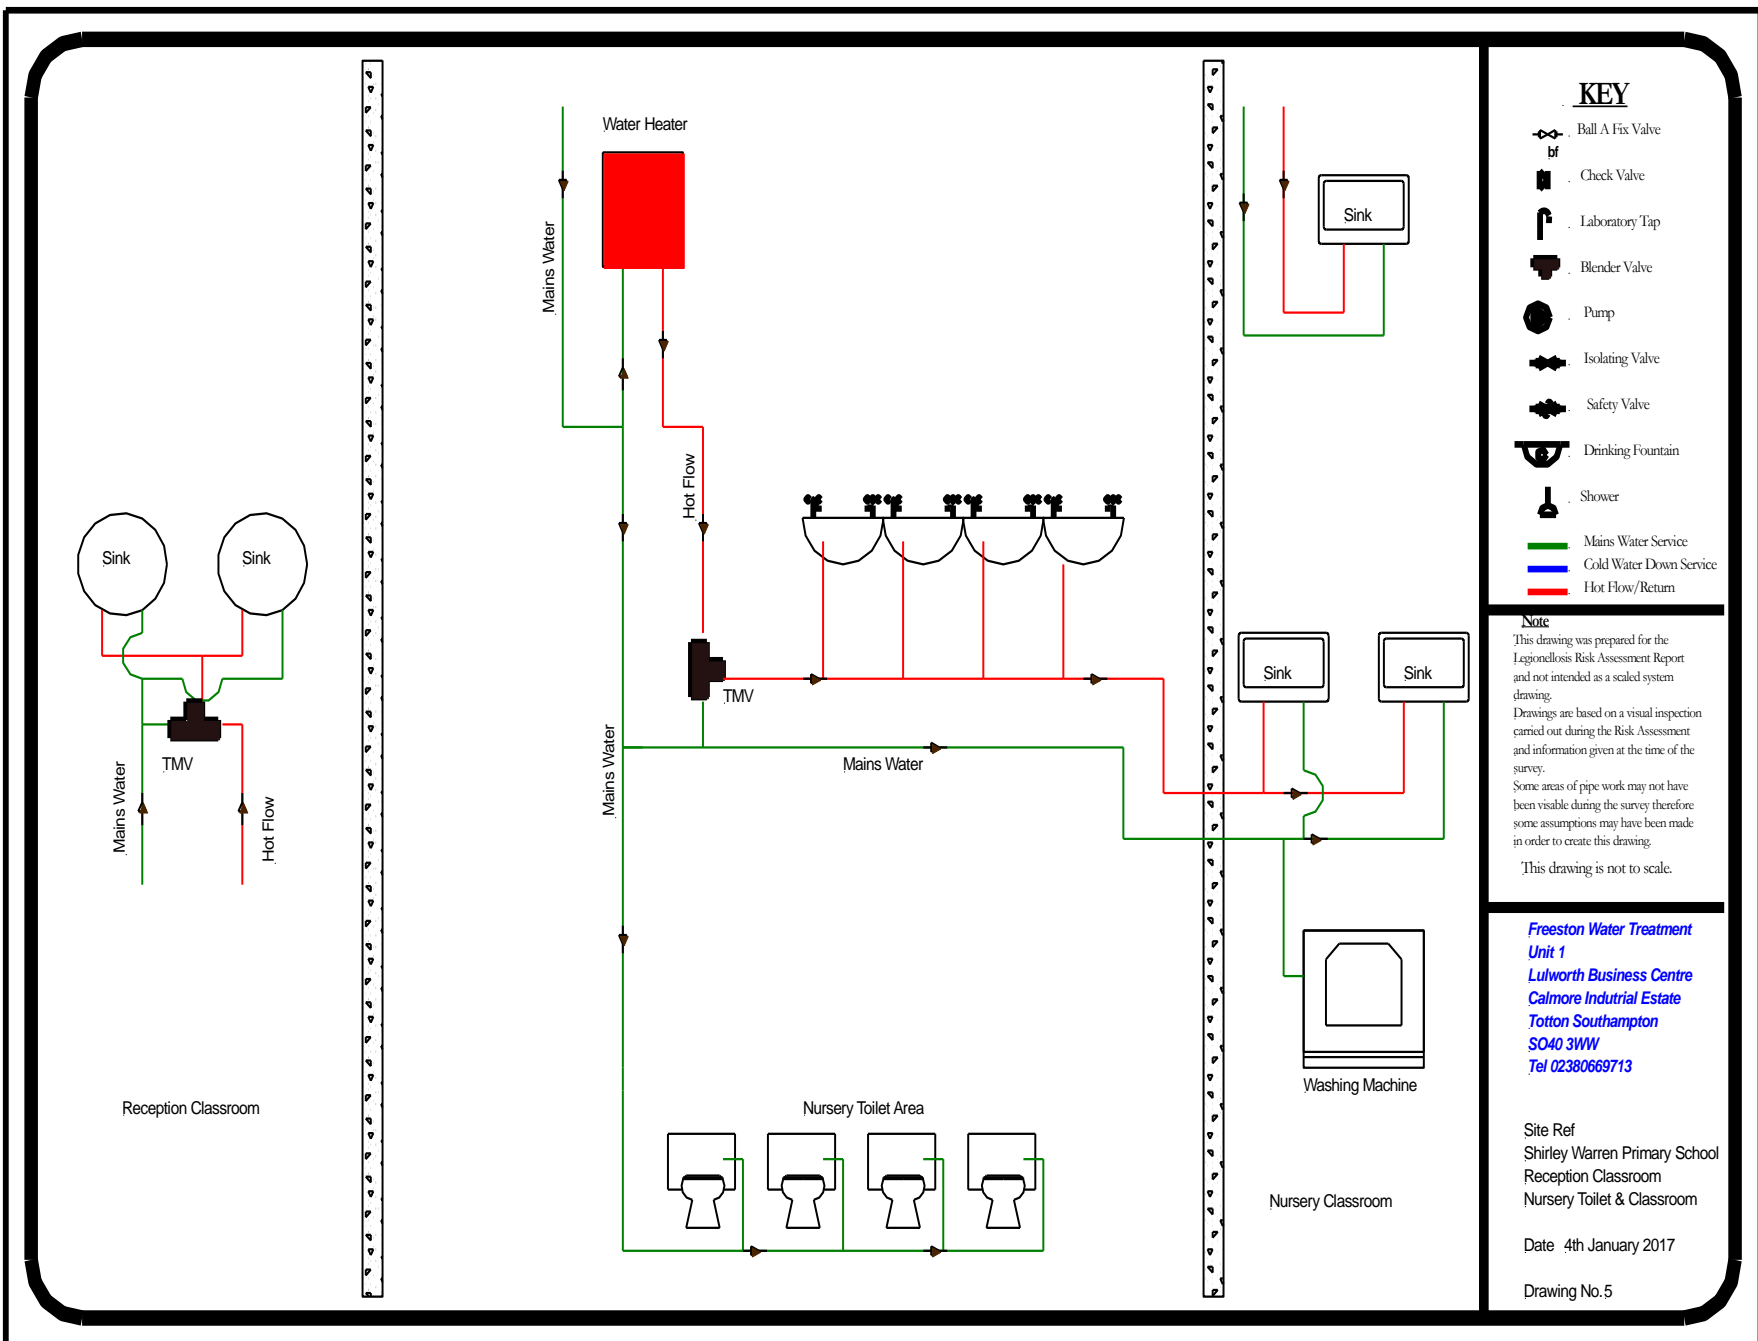 Water Heater
Mains Water
Hot Flow
Mains Water
TMV
Mains Water
Sink
Sink
TMV
Mains Water
Hot Flow
Reception Classroom
Nursery Toilet Area
Sink
Sink
Sink
Washing Machine
Nursery Classroom
KEY
Ball A Fix Valve
bf
Check Valve
Laboratory Tap
Blender Valve
Pump
Isolating Valve
Safety Valve
Drinking Fountain
Shower
Mains Water Service
Cold Water Down Service
Hot Flow/Return
Note
This drawing was prepared for the
Legionellosis Risk Assessment Report
and not intended as a scaled system
drawing.
Drawings are based on a visual inspection
carried out during the Risk Assessment
and information given at the time of the
survey.
Some areas of pipe work may not have
been visable during the survey therefore
some assumptions may have been made
in order to create this drawing.
This drawing is not to scale.
Freeston Water Treatment
Unit 1
Lulworth Business Centre
Calmore Indutrial Estate
Totton Southampton
SO40 3WW
Tel 02380669713
Site Ref
Shirley Warren Primary School
Reception Classroom
Nursery Toilet & Classroom
Date 4th January 2017
Drawing No. 5